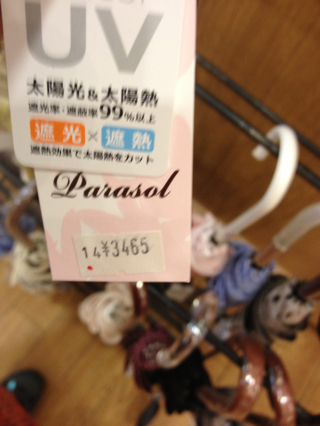 UV
太陽光&太陽熱
遮光率・遮蔽率99%以上
遮光×遮熱
遮熱効果で太陽熱をカット
Parasol
14¥3465